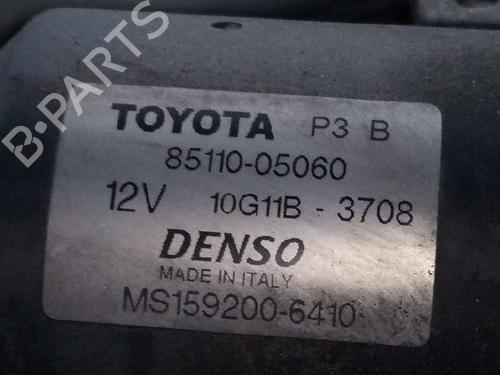 B-PARTS
TOYOTA P3 B
85110-05060
12V 10G11B - 3708
DENSO
MADE IN ITALY
MS159200-6410